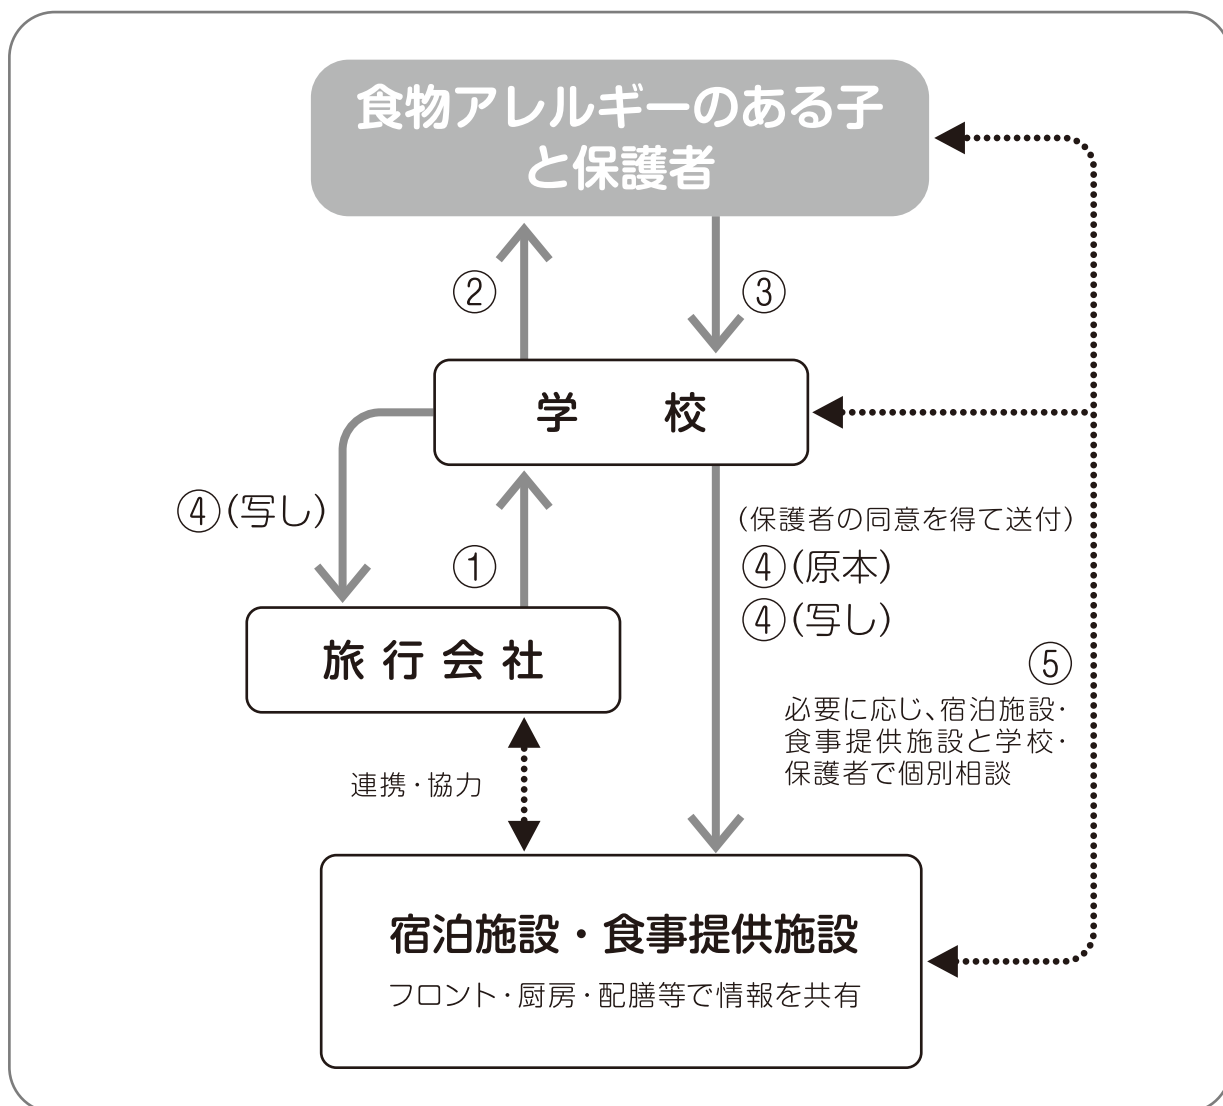 食物アレルギーのある子
と保護者
②
③
学　校
④(写し)
①
(保護者の同意を得て送付)
④(原本)
④(写し)
旅行会社
⑤
必要に応じ、宿泊施設・
食事提供施設と学校・
保護者で個別相談
連携・協力
宿泊施設・食事提供施設
フロント・厨房・配膳等で情報を共有